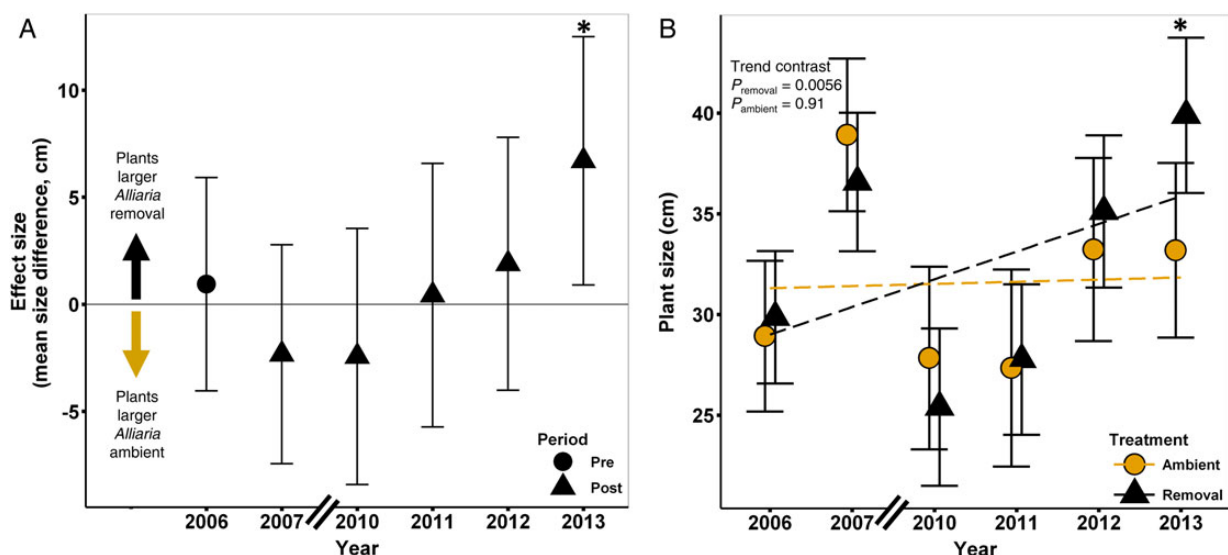 A
*
10
5
0
-5
Effect size
(mean size difference, cm)
Plants
larger
Alliaria
removal
Plants
larger
Alliaria
ambient
Period
Pre
Post
2006 2007 2010 2011 2012 2013
Year
B
*
Trend contrast
Premoval = 0.0056
Pambient = 0.91
40
35
30
25
Plant size (cm)
Treatment
Ambient
Removal
2006 2007 2010 2011 2012 2013
Year